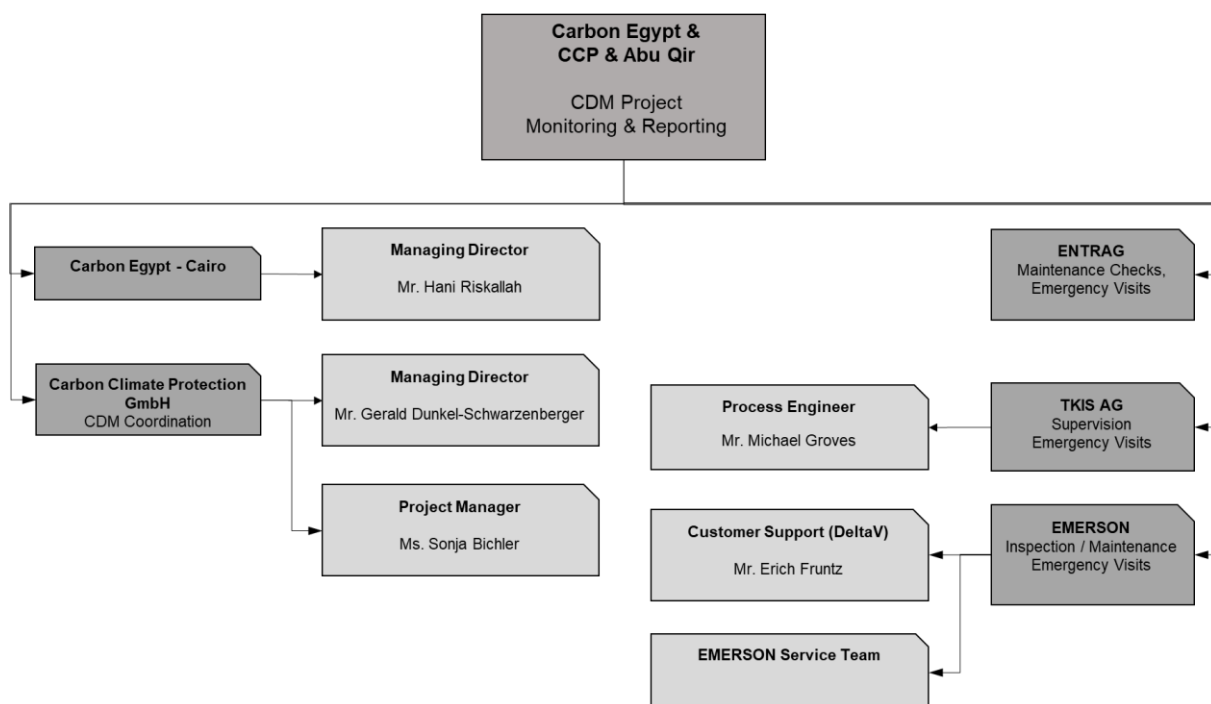 Carbon Egypt &
CCP & Abu Qir
CDM Project
Monitoring & Reporting
Carbon Egypt - Cairo
Managing Director
Mr. Hani Riskallah
Carbon Climate Protection
GmbH
CDM Coordination
Managing Director
Mr. Gerald Dunkel-Schwarzenberger
Project Manager
Ms. Sonja Bichler
ENTRAG
Maintenance Checks,
Emergency Visits
Process Engineer
Mr. Michael Groves
TKIS AG
Supervision
Emergency Visits
Customer Support (DeltaV)
Mr. Erich Fruntz
EMERSON
Inspection / Maintenance
Emergency Visits
EMERSON Service Team